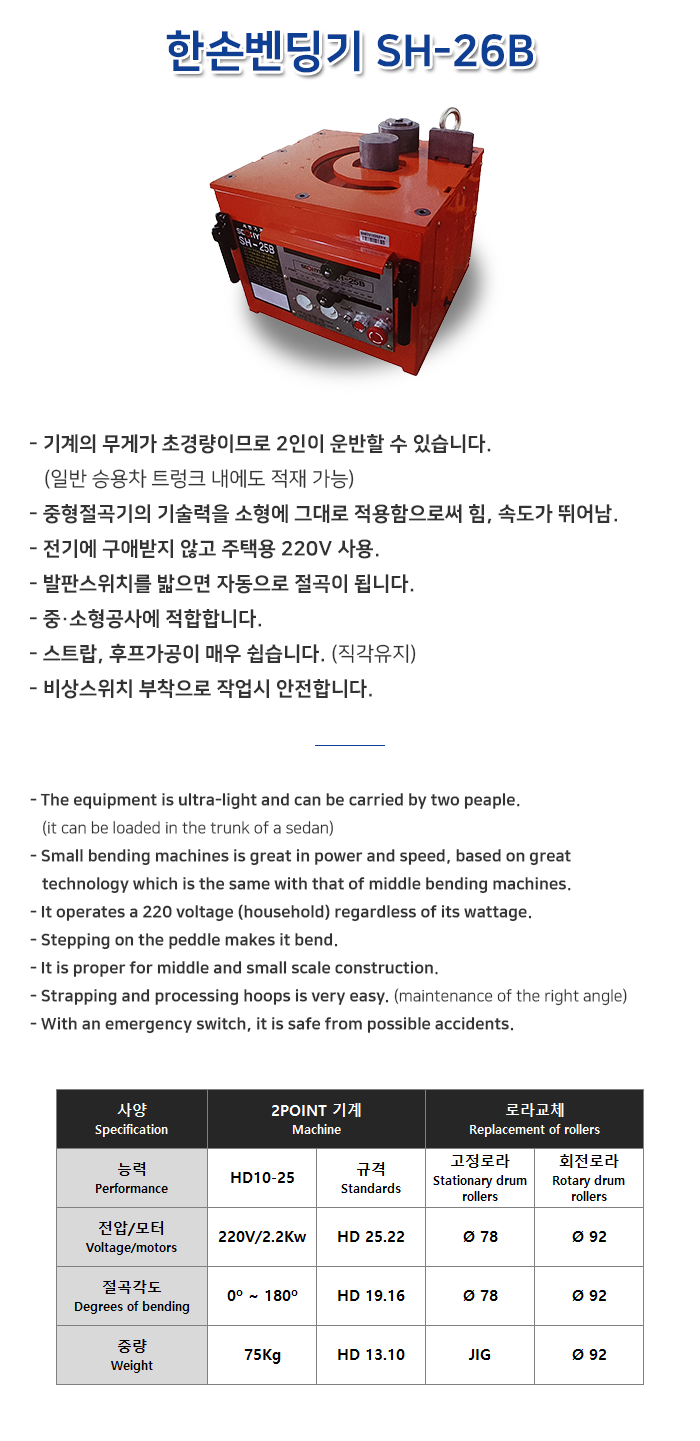 한손벤딩기 SH-26B
SH-25B
- 기계의 무게가 초경량이므로 2인이 운반할 수 있습니다.
(일반 승용차 트렁크 내에도 적재 가능)
- 중형절곡기의 기술력을 소형에 그대로 적용함으로써 힘, 속도가 뛰어남.
- 전기에 구애받지 않고 주택용 220V 사용.
- 발판스위치를 밟으면 자동으로 절곡이 됩니다.
- 중·소형공사에 적합합니다.
- 스트랍, 후프가공이 매우 쉽습니다. (직각유지)
- 비상스위치 부착으로 작업시 안전합니다.
- The equipment is ultra-light and can be carried by two peaple.
(it can be loaded in the trunk of a sedan)
- Small bending machines is great in power and speed, based on great
technology which is the same with that of middle bending machines.
- It operates a 220 voltage (household) regardless of its wattage.
- Stepping on the peddle makes it bend.
- It is proper for middle and small scale construction.
- Strapping and processing hoops is very easy. (maintenance of the right angle)
- With an emergency switch, it is safe from possible accidents.
사양 2POINT 기계 로라교체
Specification Machine Replacement of rollers
능력 HD10-25 규격 고정로라 회전로라
Performance Standards Stationary drum rollers Rotary drum rollers
전압/모터 220V/2.2Kw HD 25.22 Ø 78 Ø 92
Voltage/motors
절곡각도 0º ~ 180º HD 19.16 Ø 78 Ø 92
Degrees of bending
중량 75Kg HD 13.10 JIG Ø 92
Weight